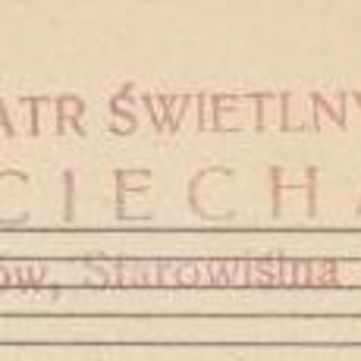 ATR ŚWIETLNY
CIECHA
ów, Starowiślna